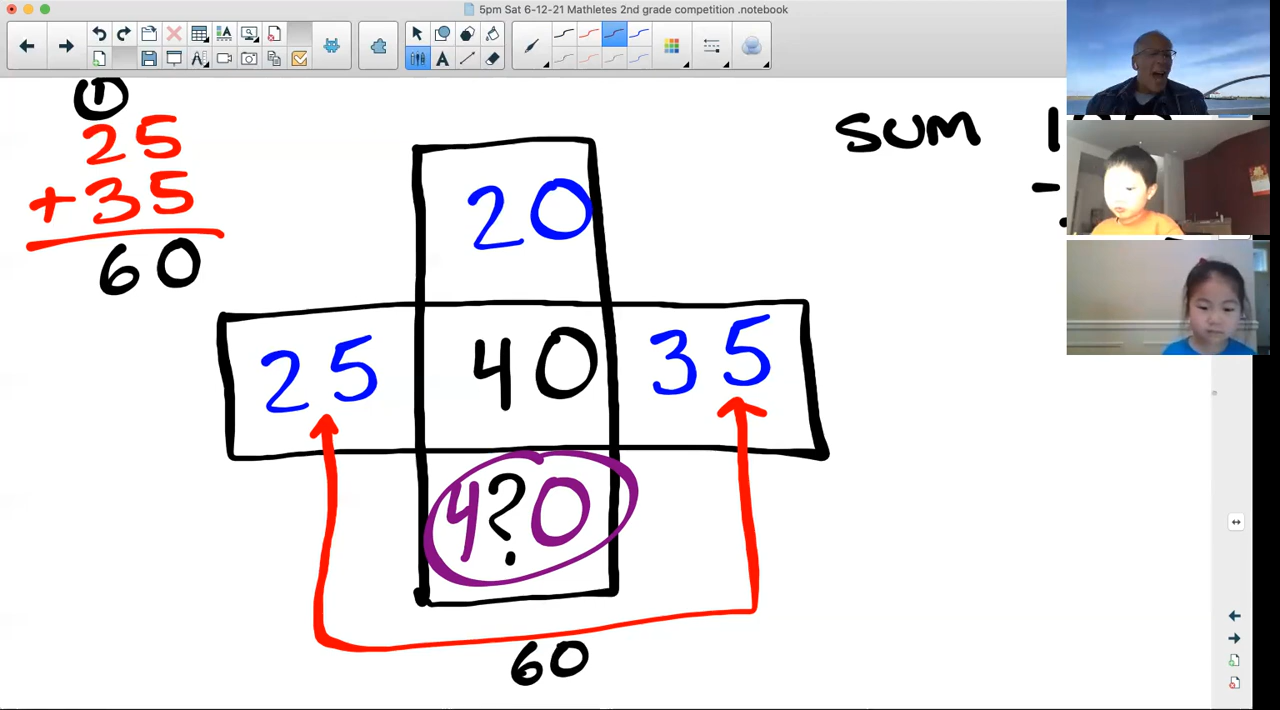 5pm Sat 6-12-21 Mathletes 2nd grade competition .notebook
1
25
+35
60
sum
20
25 40 35
4?0
60